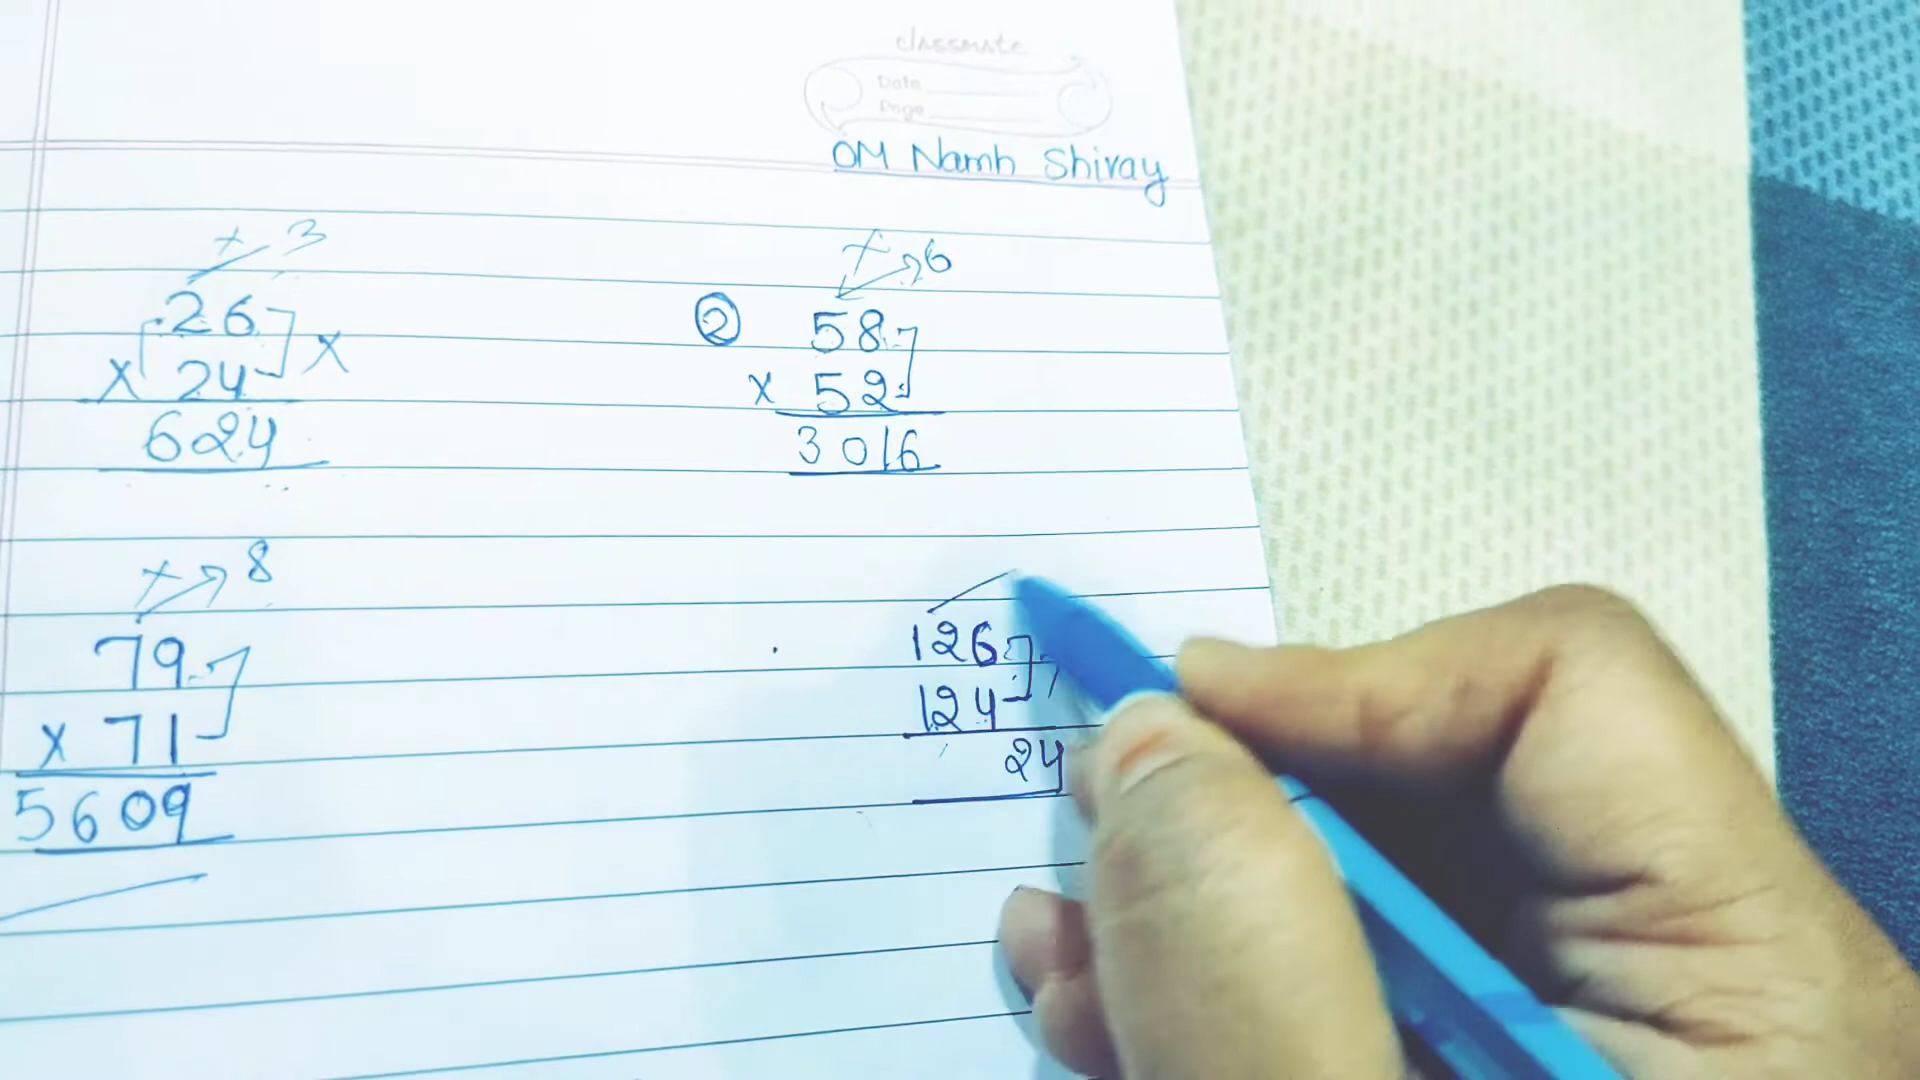 classmate
Date
Page
OM Namh Shivay
+ 3
26
X 24 X
624
+ 6
② 58
x 52
3016
+ 8
79
x 71
5609
126
124
24